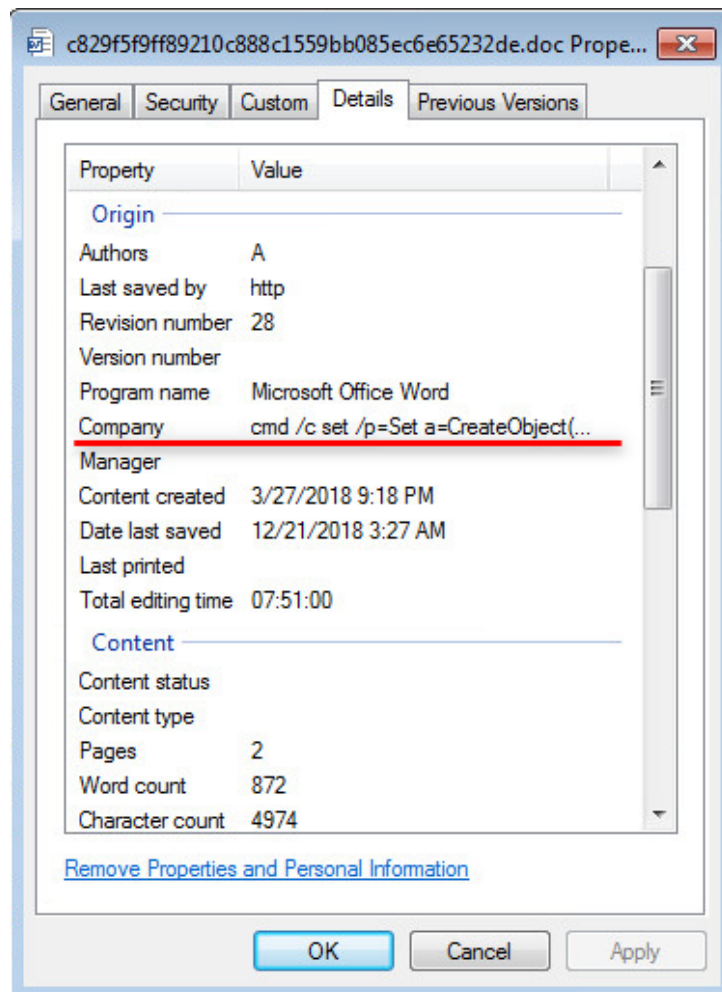 c829f5f9ff89210c888c1559bb085ec6e65232de.doc Prope...
General Security Custom Details Previous Versions
Property Value
Origin
Authors A
Last saved by http
Revision number 28
Version number
Program name Microsoft Office Word
Company cmd /c set /p=Set a=CreateObject(...
Manager
Content created 3/27/2018 9:18 PM
Date last saved 12/21/2018 3:27 AM
Last printed
Total editing time 07:51:00
Content
Content status
Content type
Pages 2
Word count 872
Character count 4974
Remove Properties and Personal Information
OK Cancel Apply